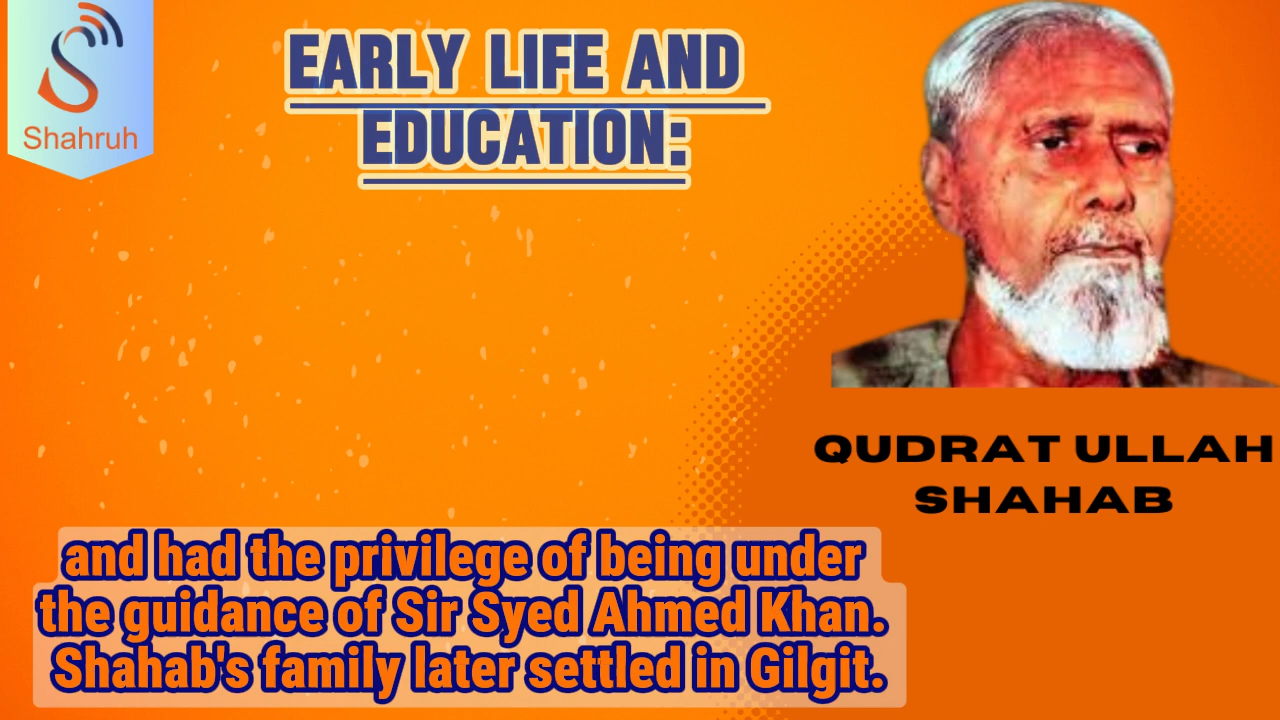 Shahruh
EARLY LIFE AND
EDUCATION:
QUDRAT ULLAH
SHAHAB
and had the privilege of being under
the guidance of Sir Syed Ahmed Khan.
Shahab's family later settled in Gilgit.